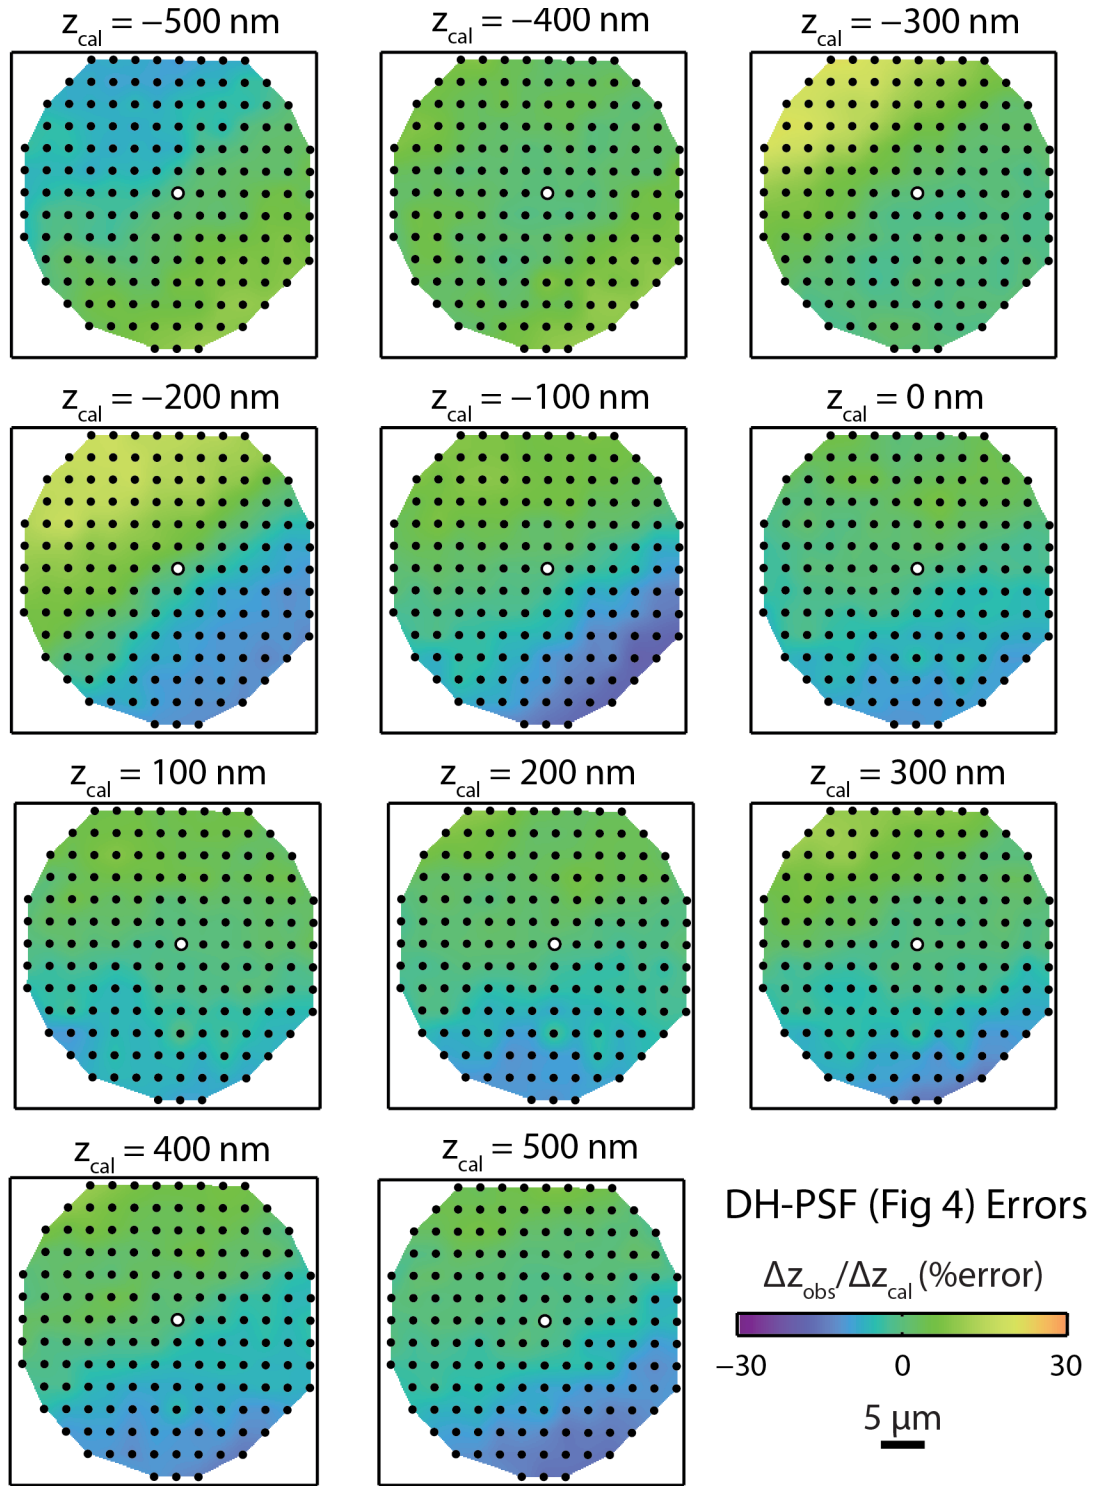 z_cal = −500 nm
z_cal = −400 nm
z_cal = −300 nm
z_cal = −200 nm
z_cal = −100 nm
z_cal = 0 nm
z_cal = 100 nm
z_cal = 200 nm
z_cal = 300 nm
z_cal = 400 nm
z_cal = 500 nm
DH-PSF (Fig 4) Errors
Δz_obs/Δz_cal (%error)
−30 0 30
5 μm